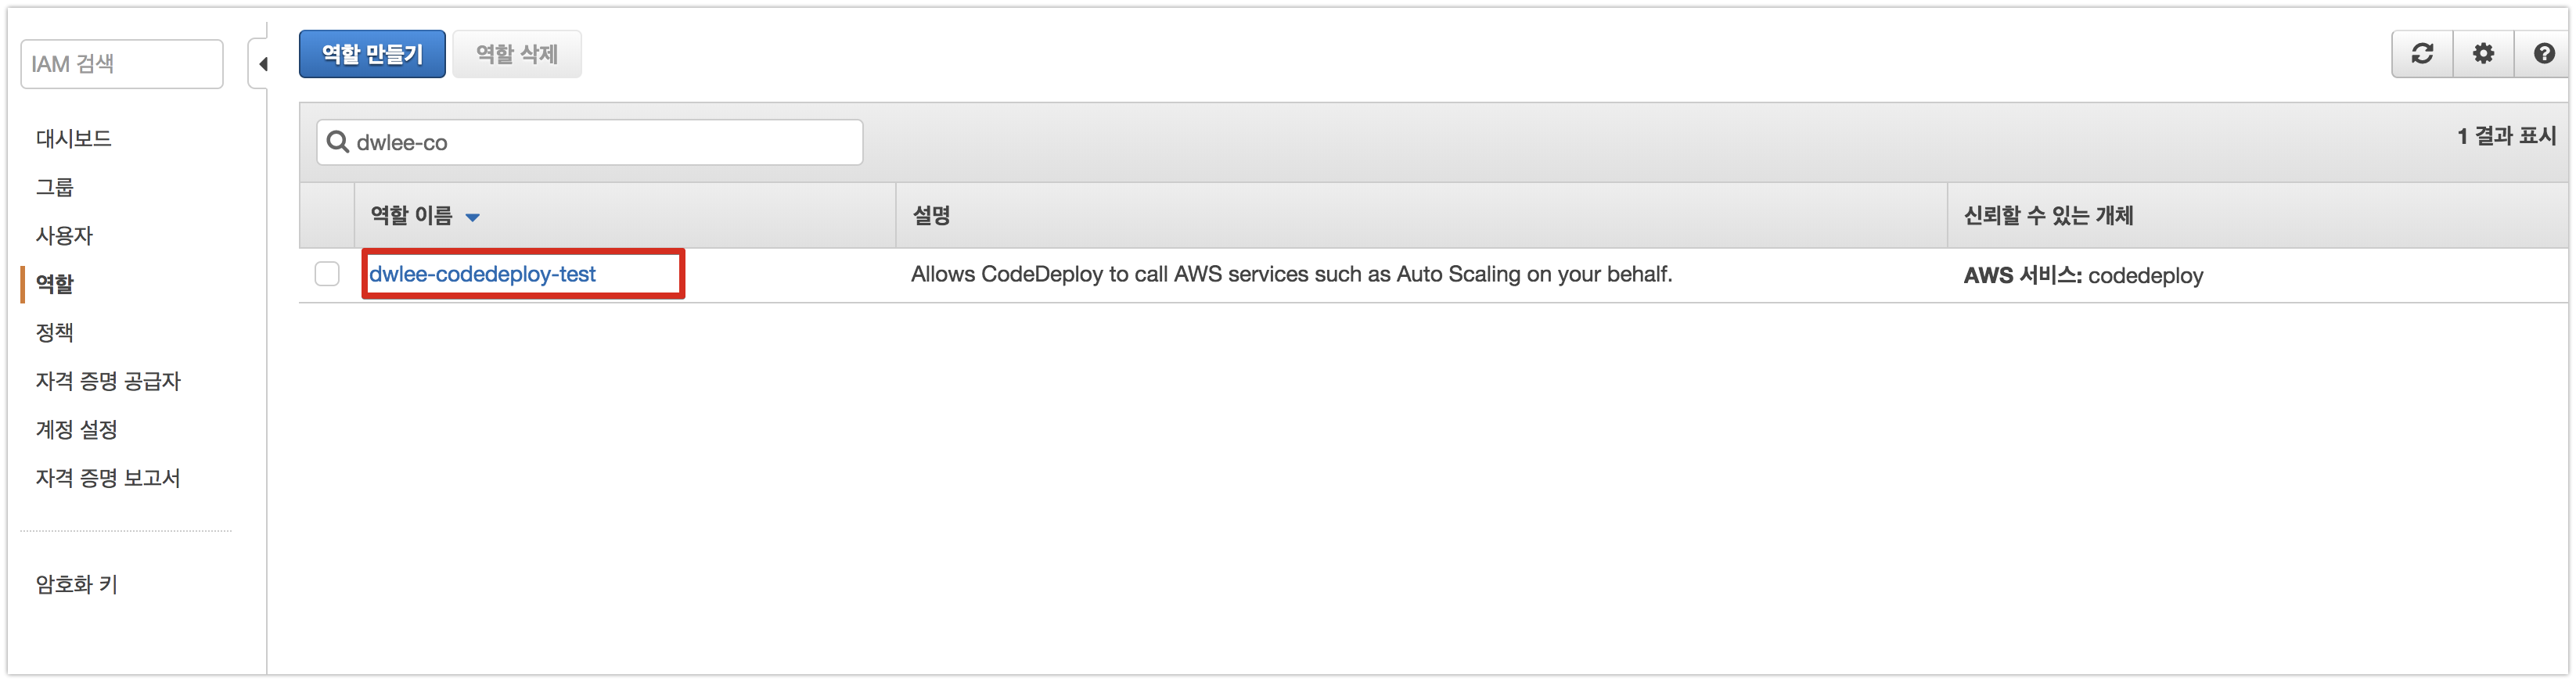 IAM 검색
대시보드
그룹
사용자
역할
정책
자격 증명 공급자
계정 설정
자격 증명 보고서
암호화 키
역할 만들기 역할 삭제
dwlee-co
1 결과 표시
역할 이름 설명 신뢰할 수 있는 개체
dwlee-codedeploy-test Allows CodeDeploy to call AWS services such as Auto Scaling on your behalf. AWS 서비스: codedeploy